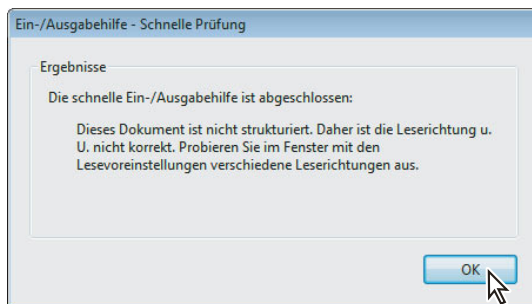 Ein-/Ausgabehilfe - Schnelle Prüfung
Ergebnisse
Die schnelle Ein-/Ausgabehilfe ist abgeschlossen:
Dieses Dokument ist nicht strukturiert. Daher ist die Leserichtung u.
U. nicht korrekt. Probieren Sie im Fenster mit den
Lesevoreinstellungen verschiedene Leserichtungen aus.
OK